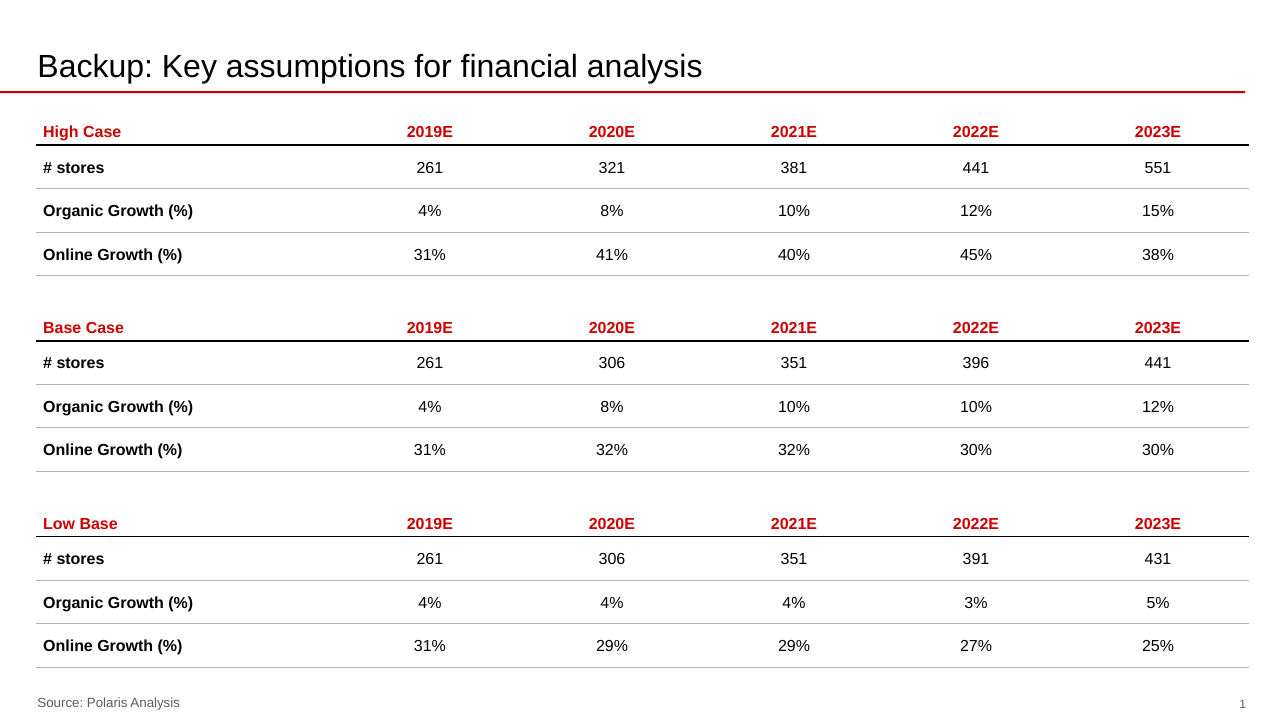 Backup: Key assumptions for financial analysis
High Case 2019E 2020E 2021E 2022E 2023E
# stores 261 321 381 441 551
Organic Growth (%) 4% 8% 10% 12% 15%
Online Growth (%) 31% 41% 40% 45% 38%
Base Case 2019E 2020E 2021E 2022E 2023E
# stores 261 306 351 396 441
Organic Growth (%) 4% 8% 10% 10% 12%
Online Growth (%) 31% 32% 32% 30% 30%
Low Base 2019E 2020E 2021E 2022E 2023E
# stores 261 306 351 391 431
Organic Growth (%) 4% 4% 4% 3% 5%
Online Growth (%) 31% 29% 29% 27% 25%
Source: Polaris Analysis 1